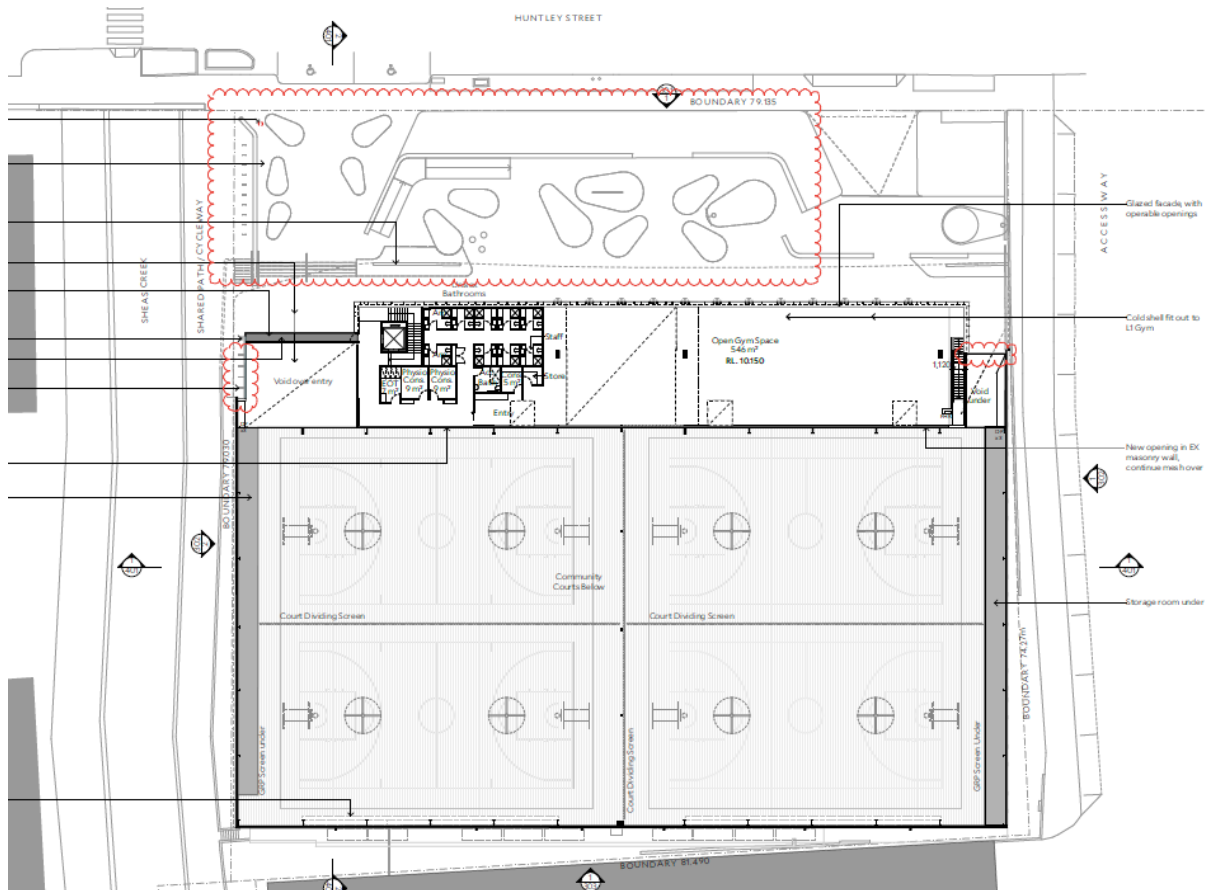 HUNTLEY STREET
BOUNDARY 79.135
Glazed facade, with
operable openings
ACCESSWAY
SHEAS CREEK
SHARED PATH / CYCLEWAY
Bathrooms
Cold shell fit out to
L1 Gym
Staff
Open Gym Space
546 m²
RL. 10.150
Void over entry
Physio
Cons.
9 m²
Physio
Cons.
9 m²
Store
1,120
Void
under
Entry
New opening in EX
masonry wall,
continue mesh over
BOUNDARY 79.030
Community
Courts Below
Court Dividing Screen
Court Dividing Screen
Storage room under
BOUNDARY 74.27m
GRP Screen under
Court Dividing Screen
GRP Screen Under
BOUNDARY 81.490